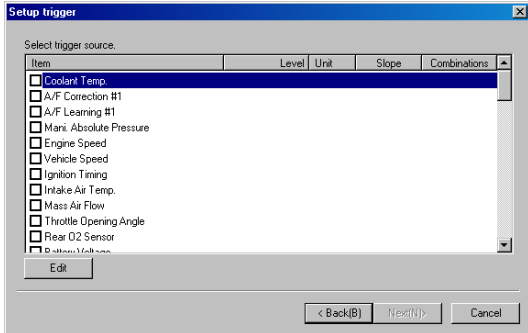 Setup trigger
Select trigger source.
Item Level Unit Slope Combinations
Coolant Temp.
A/F Correction #1
A/F Learning #1
Mani. Absolute Pressure
Engine Speed
Vehicle Speed
Ignition Timing
Intake Air Temp.
Mass Air Flow
Throttle Opening Angle
Rear O2 Sensor
Battery Voltage
Edit
< Back(B) Next(N)> Cancel